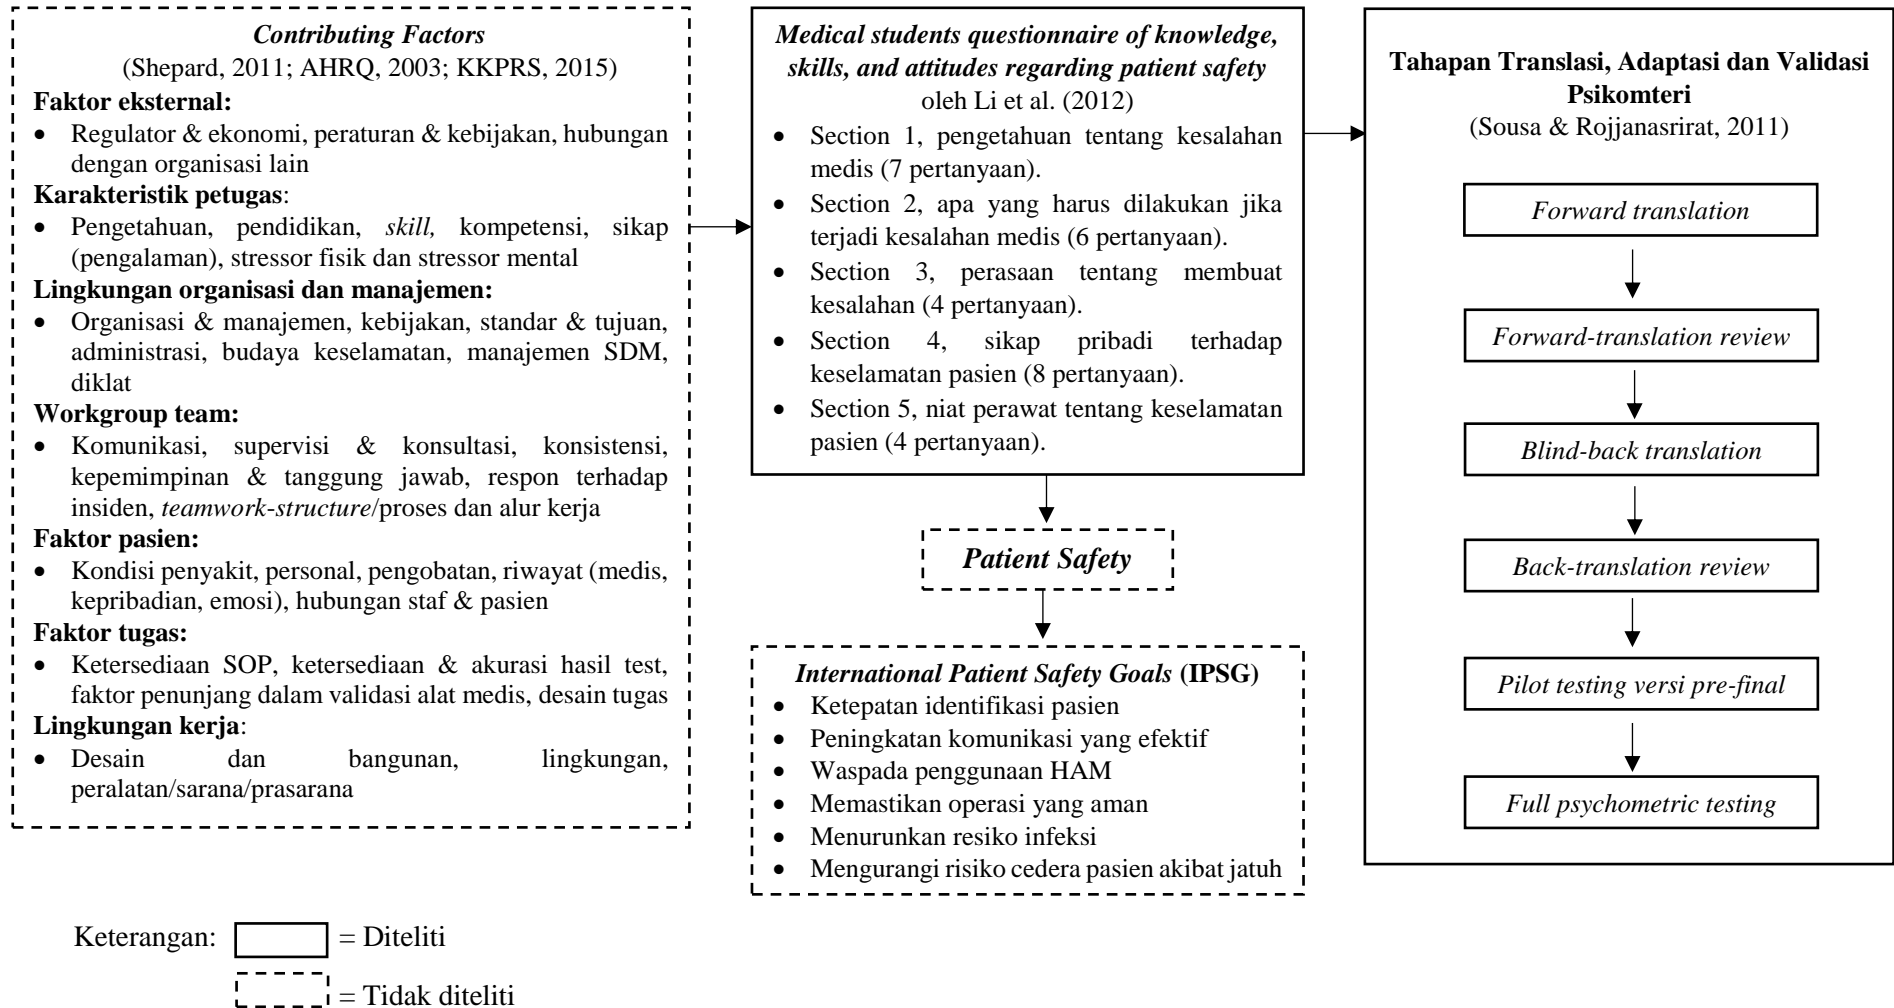 Contributing Factors
(Shepard, 2011; AHRQ, 2003; KKPRS, 2015)
Faktor eksternal:
• Regulator & ekonomi, peraturan & kebijakan, hubungan
dengan organisasi lain
Karakteristik petugas:
• Pengetahuan, pendidikan, skill, kompetensi, sikap
(pengalaman), stressor fisik dan stressor mental
Lingkungan organisasi dan manajemen:
• Organisasi & manajemen, kebijakan, standar & tujuan,
administrasi, budaya keselamatan, manajemen SDM,
diklat
Workgroup team:
• Komunikasi, supervisi & konsultasi, konsistensi,
kepemimpinan & tanggung jawab, respon terhadap
insiden, teamwork-structure/proses dan alur kerja
Faktor pasien:
• Kondisi penyakit, personal, pengobatan, riwayat (medis,
kepribadian, emosi), hubungan staf & pasien
Faktor tugas:
• Ketersediaan SOP, ketersediaan & akurasi hasil test,
faktor penunjang dalam validasi alat medis, desain tugas
Lingkungan kerja:
• Desain dan bangunan, lingkungan,
peralatan/sarana/prasarana
Medical students questionnaire of knowledge,
skills, and attitudes regarding patient safety
oleh Li et al. (2012)
• Section 1, pengetahuan tentang kesalahan
medis (7 pertanyaan).
• Section 2, apa yang harus dilakukan jika
terjadi kesalahan medis (6 pertanyaan).
• Section 3, perasaan tentang membuat
kesalahan (4 pertanyaan).
• Section 4, sikap pribadi terhadap
keselamatan pasien (8 pertanyaan).
• Section 5, niat perawat tentang keselamatan
pasien (4 pertanyaan).
Patient Safety
International Patient Safety Goals (IPSG)
• Ketepatan identifikasi pasien
• Peningkatan komunikasi yang efektif
• Waspada penggunaan HAM
• Memastikan operasi yang aman
• Menurunkan resiko infeksi
• Mengurangi risiko cedera pasien akibat jatuh
Tahapan Translasi, Adaptasi dan Validasi
Psikomteri
(Sousa & Rojjanasrirat, 2011)
Forward translation
Forward-translation review
Blind-back translation
Back-translation review
Pilot testing versi pre-final
Full psychometric testing
Keterangan: = Diteliti
= Tidak diteliti